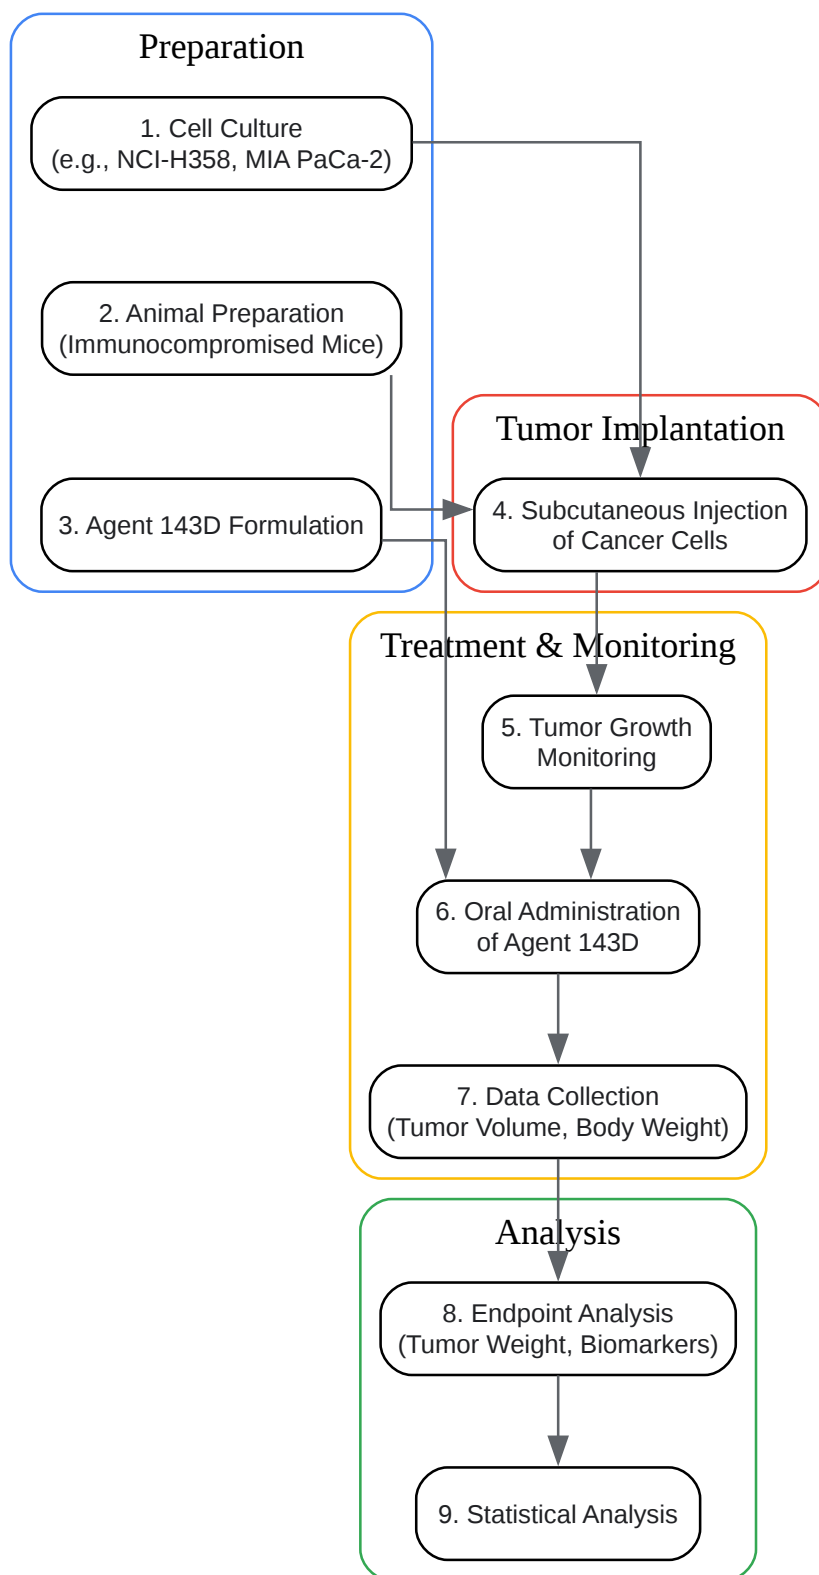 Preparation
1. Cell Culture
(e.g., NCI-H358, MIA PaCa-2)
2. Animal Preparation
(Immunocompromised Mice)
3. Agent 143D Formulation
Tumor Implantation
4. Subcutaneous Injection
of Cancer Cells
Treatment & Monitoring
5. Tumor Growth
Monitoring
6. Oral Administration
of Agent 143D
7. Data Collection
(Tumor Volume, Body Weight)
Analysis
8. Endpoint Analysis
(Tumor Weight, Biomarkers)
9. Statistical Analysis